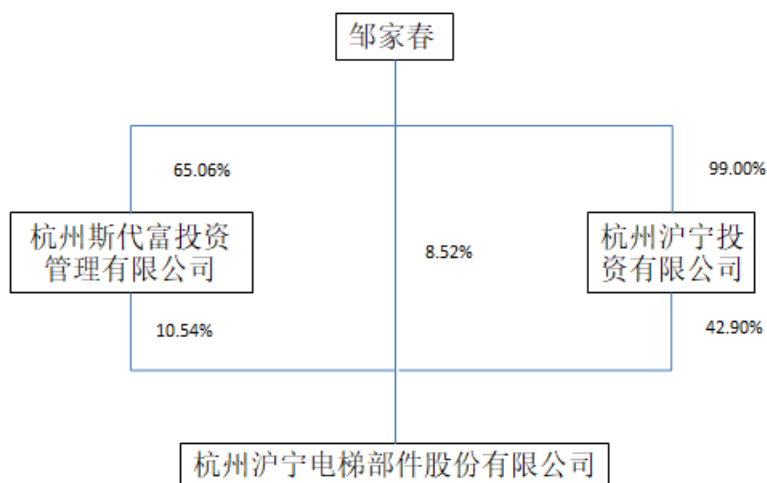 邹家春
65.06%
99.00%
杭州斯代富投资
管理有限公司
8.52%
杭州沪宁投
资有限公司
10.54%
42.90%
杭州沪宁电梯部件股份有限公司